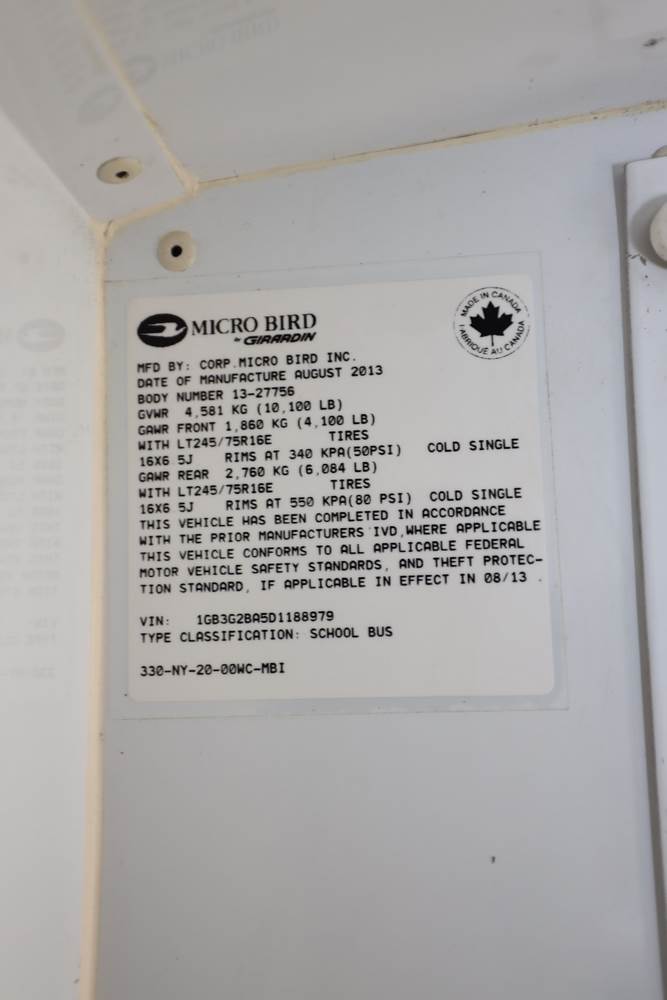 MICRO BIRD
by GIRARDIN
MADE IN CANADA
FABRIQUÉ AU CANADA
MFD BY: CORP.MICRO BIRD INC.
DATE OF MANUFACTURE AUGUST 2013
BODY NUMBER 13-27756
GVWR 4,581 KG (10,100 LB)
GAWR FRONT 1,860 KG (4,100 LB)
WITH LT245/75R16E TIRES
16X6 5J RIMS AT 340 KPA(50PSI) COLD SINGLE
GAWR REAR 2,760 KG (6,084 LB)
WITH LT245/75R16E TIRES
16X6 5J RIMS AT 550 KPA(80 PSI) COLD SINGLE
THIS VEHICLE HAS BEEN COMPLETED IN ACCORDANCE
WITH THE PRIOR MANUFACTURERS'IVD,WHERE APPLICABLE
THIS VEHICLE CONFORMS TO ALL APPLICABLE FEDERAL
MOTOR VEHICLE SAFETY STANDARDS, AND THEFT PROTEC-
TION STANDARD, IF APPLICABLE IN EFFECT IN 08/13 .
VIN: 1GB3G2BA5D1188979
TYPE CLASSIFICATION: SCHOOL BUS
330-NY-20-00WC-MBI